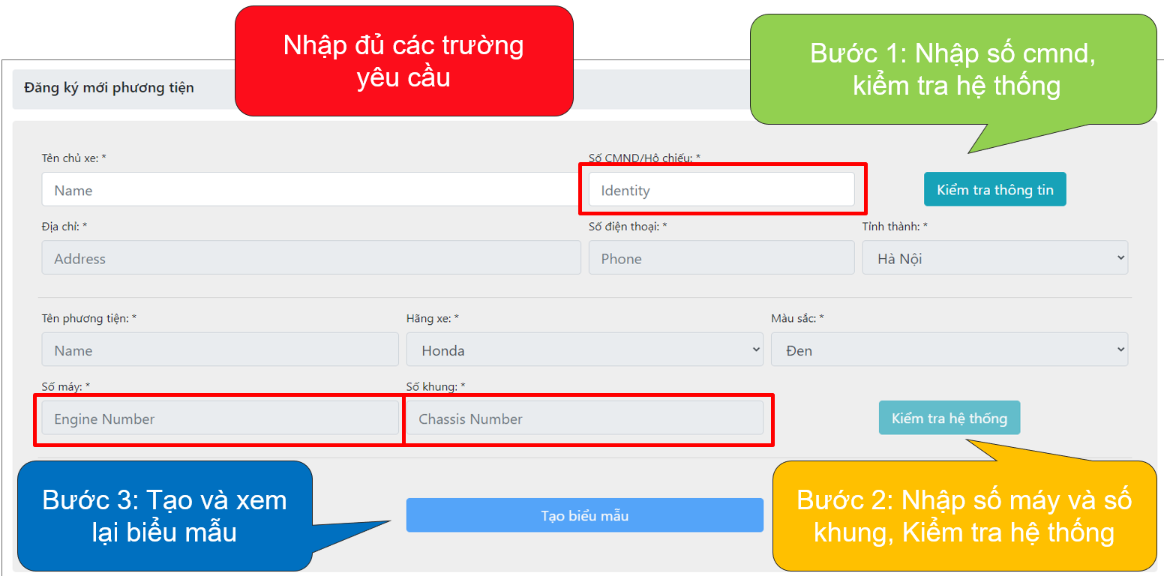 Nhập đủ các trường
yêu cầu
Bước 1: Nhập số cmnd,
kiểm tra hệ thống
Đăng ký mới phương tiện
Tên chủ xe: *
Số CMND/Hộ chiếu: *
Name
Identity
Kiểm tra thông tin
Địa chỉ: *
Số điện thoại: *
Tỉnh thành: *
Address
Phone
Hà Nội
Tên phương tiện: *
Hãng xe: *
Màu sắc: *
Name
Honda
Đen
Số máy: *
Số khung: *
Engine Number
Chassis Number
Kiểm tra hệ thống
Bước 3: Tạo và xem
lại biểu mẫu
Tạo biểu mẫu
Bước 2: Nhập số máy và số
khung, Kiểm tra hệ thống